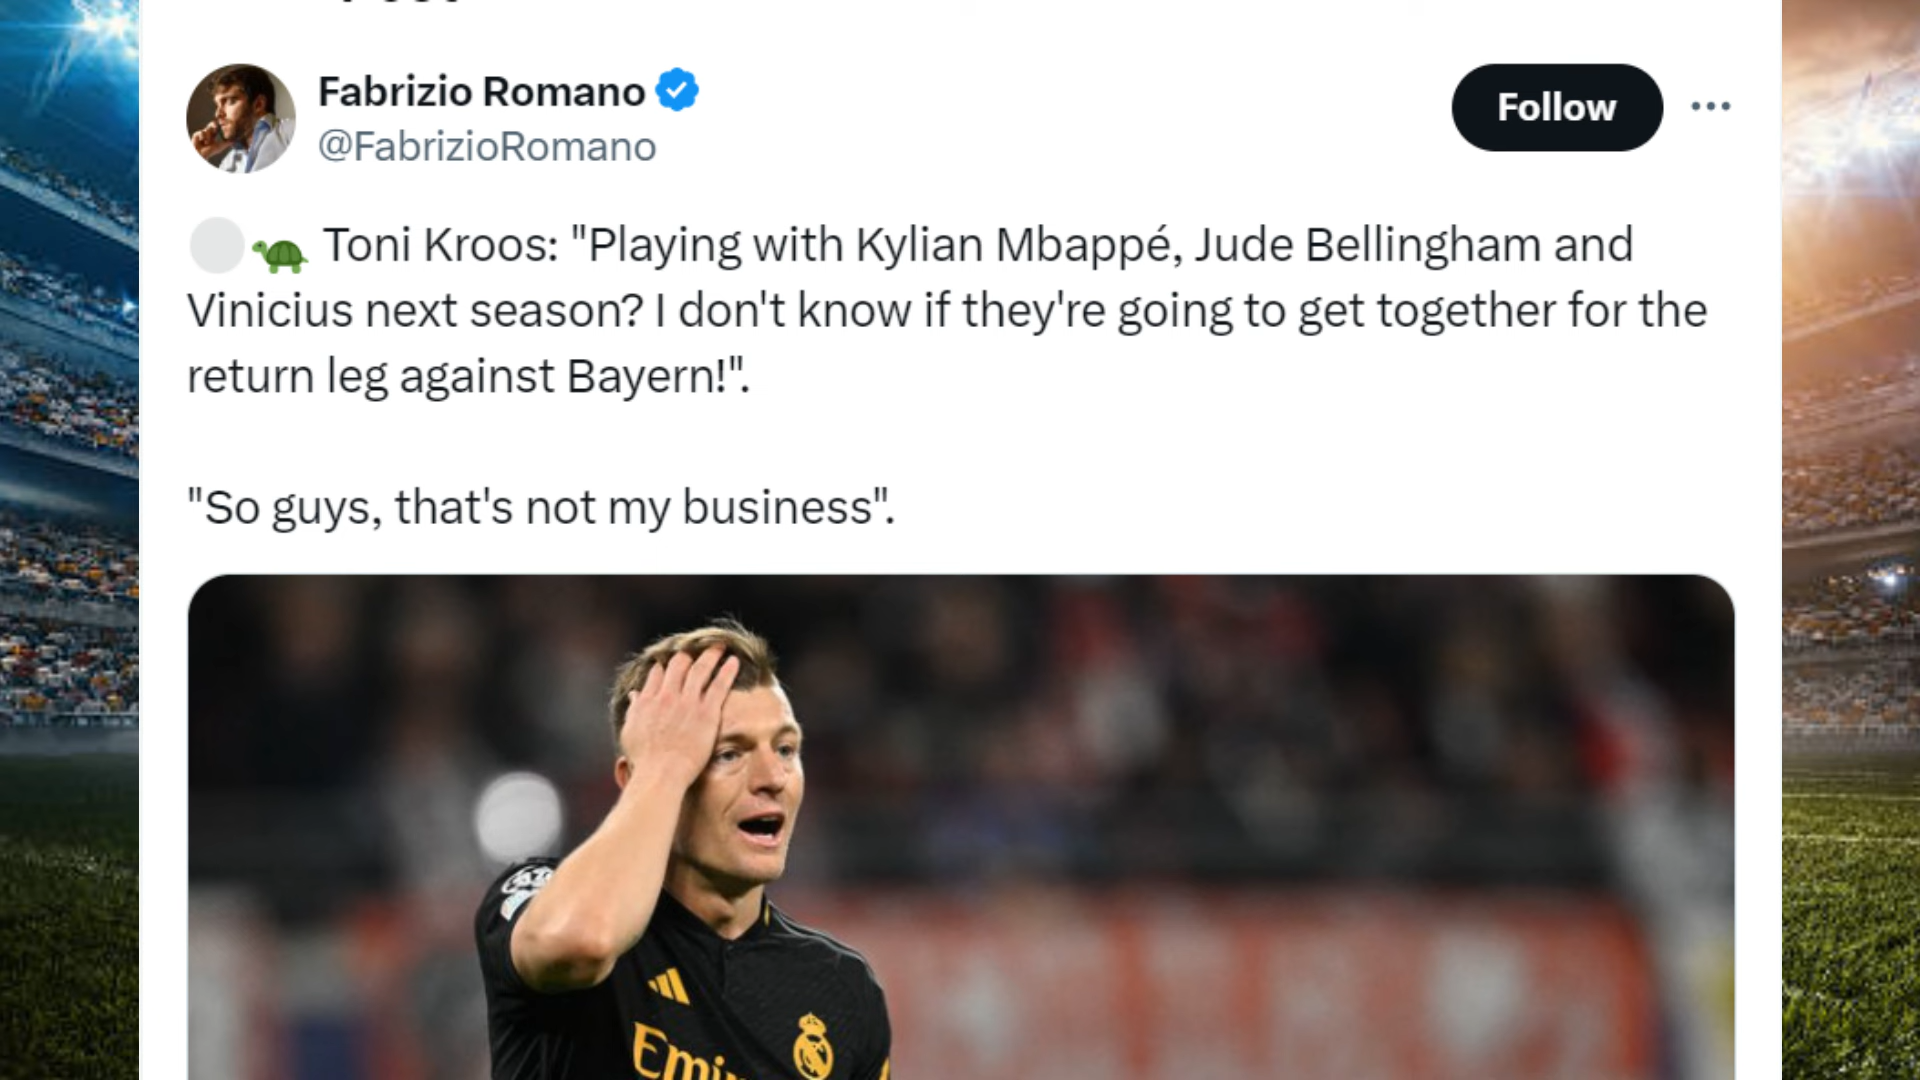 Fabrizio Romano
@FabrizioRomano
Follow
Toni Kroos: "Playing with Kylian Mbappé, Jude Bellingham and
Vinicius next season? I don't know if they're going to get together for the
return leg against Bayern!".
"So guys, that's not my business".